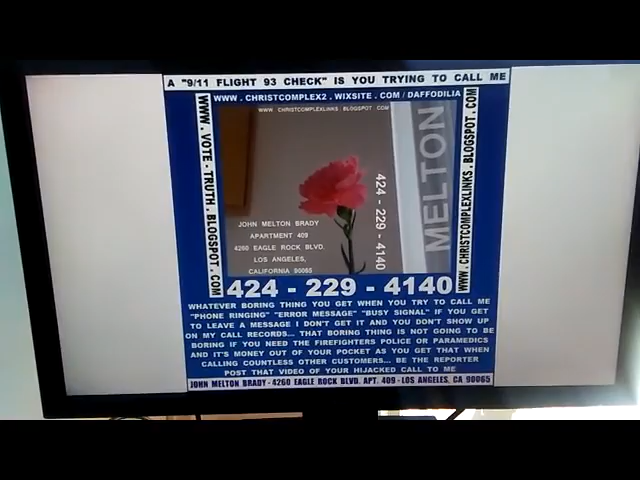 A "9/11 FLIGHT 93 CHECK" IS YOU TRYING TO CALL ME
WWW . CHRISTCOMPLEX2 . WIXSITE . COM / DAFFODILIA
WWW . VOTE - TRUTH . BLOGSPOT . COM
WWW . CHRISTCOMPLEXLINKS . BLOGSPOT . COM
MELTON
WWW . CHRISTCOMPLEXLINKS . BLOGSPOT . COM
424 - 229 - 4140
JOHN MELTON BRADY
APARTMENT 409
4260 EAGLE ROCK BLVD.
LOS ANGELES,
CALIFORNIA 90065
424 - 229 - 4140
WHATEVER BORING THING YOU GET WHEN YOU TRY TO CALL ME
"PHONE RINGING" "ERROR MESSAGE" "BUSY SIGNAL" IF YOU GET
TO LEAVE A MESSAGE I DON'T GET IT AND YOU DON'T SHOW UP
ON MY CALL RECORDS... THAT BORING THING IS NOT GOING TO BE
BORING IF YOU NEED THE FIREFIGHTERS POLICE OR PARAMEDICS
AND IT'S MONEY OUT OF YOUR POCKET AS YOU GET THAT WHEN
CALLING COUNTLESS OTHER CUSTOMERS... BE THE REPORTER
POST THAT VIDEO OF YOUR HIJACKED CALL TO ME
JOHN MELTON BRADY - 4260 EAGLE ROCK BLVD. APT. 409 - LOS ANGELES, CA 90065